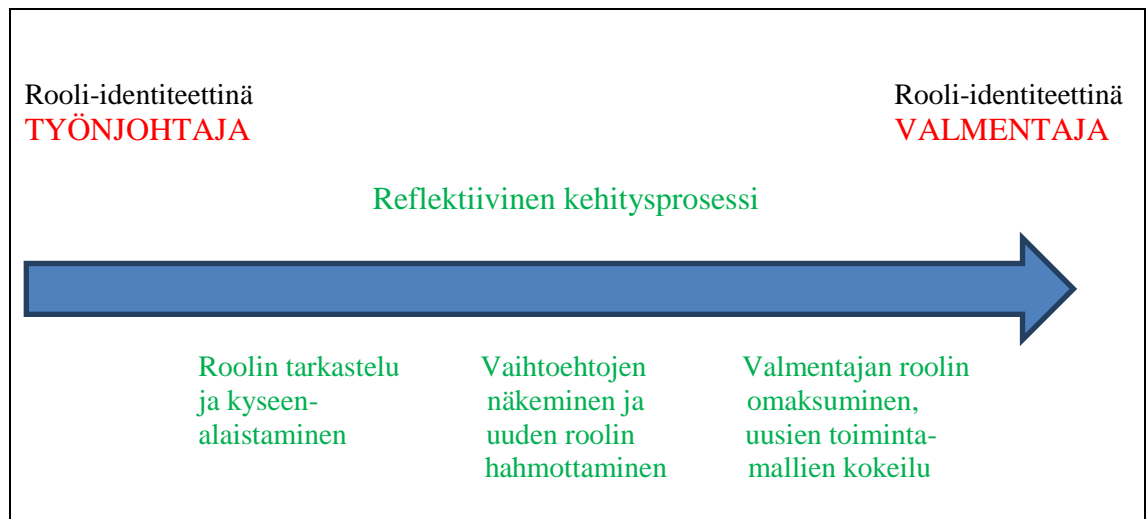 Rooli-identiteettinä
TYÖNJOHTAJA
Rooli-identiteettinä
VALMENTAJA
Reflektiivinen kehitysprosessi
Roolin tarkastelu
ja kyseen-
alaistaminen
Vaihtoehtojen
näkeminen ja
uuden roolin
hahmottaminen
Valmentajan roolin
omaksuminen,
uusien toiminta-
mallien kokeilu